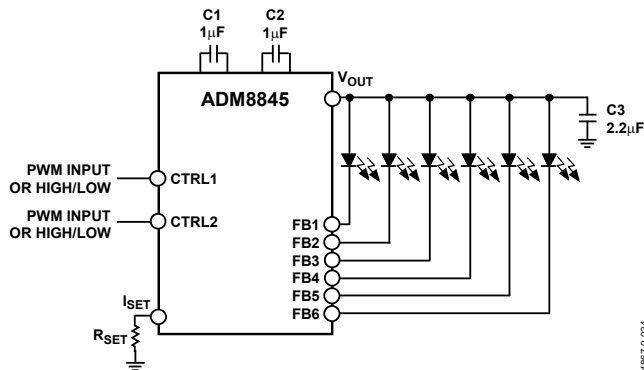 C1
1μF
C2
1μF
VOUT
ADM8845
C3
2.2μF
PWM INPUT
OR HIGH/LOW
CTRL1
PWM INPUT
OR HIGH/LOW
CTRL2
FB1
FB2
FB3
FB4
FB5
FB6
ISET
RSET